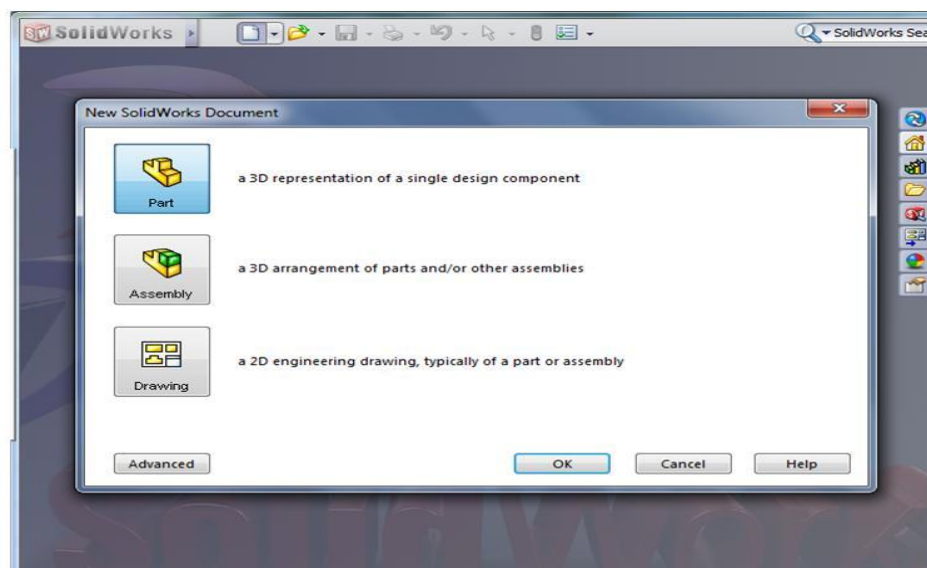 SolidWorks
SolidWorks Sea
New SolidWorks Document
Part
a 3D representation of a single design component
Assembly
a 3D arrangement of parts and/or other assemblies
Drawing
a 2D engineering drawing, typically of a part or assembly
Advanced
OK
Cancel
Help
SolidWork